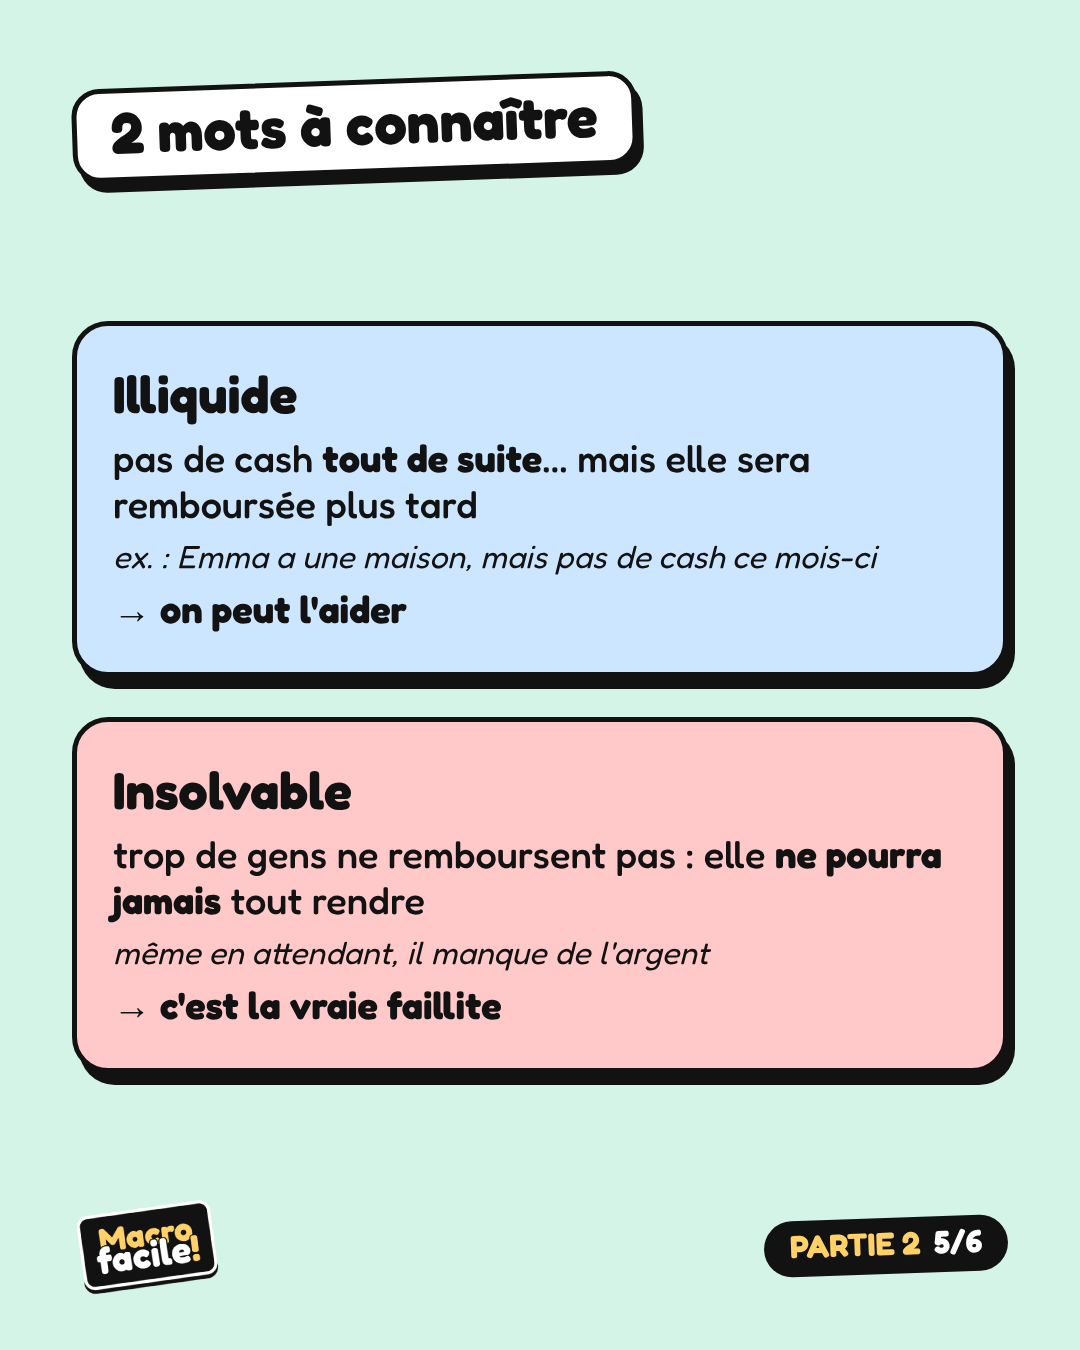 2 mots à connaître
Illiquide
pas de cash tout de suite... mais elle sera
remboursée plus tard
ex. : Emma a une maison, mais pas de cash ce mois-ci
→ on peut l'aider
Insolvable
trop de gens ne remboursent pas : elle ne pourra
jamais tout rendre
même en attendant, il manque de l'argent
→ c'est la vraie faillite
Macro
facile!
PARTIE 2 5/6